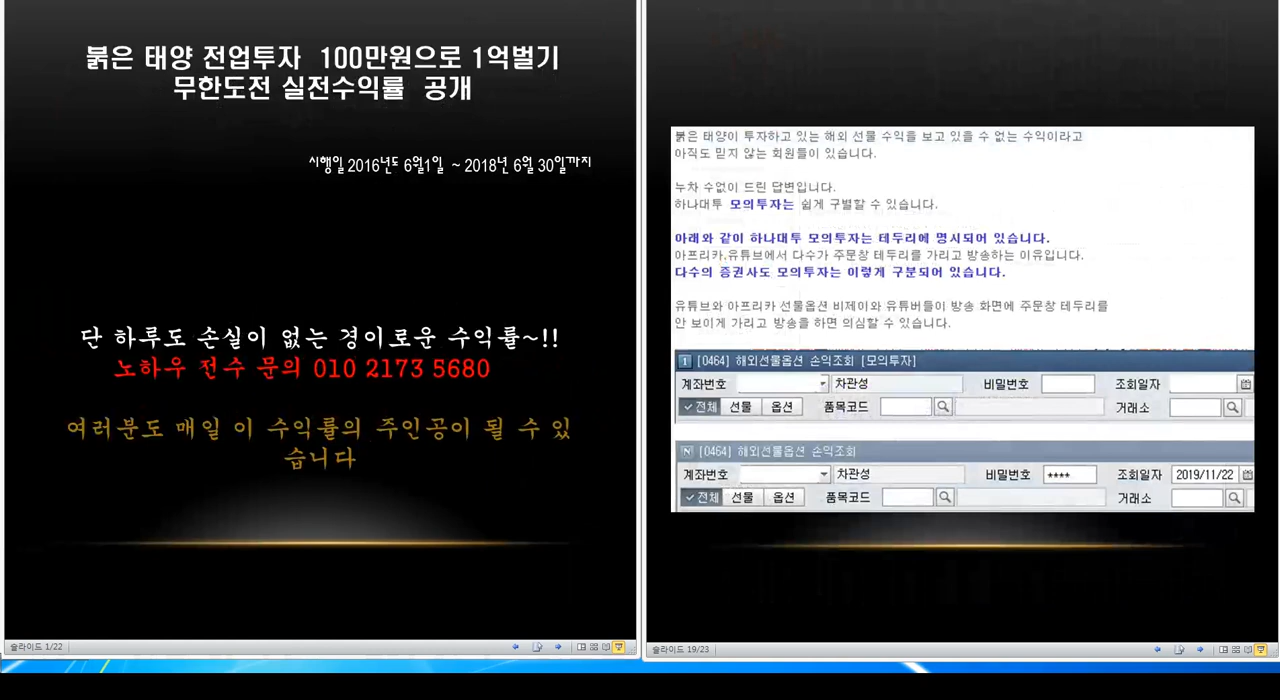 붉은 태양 전업투자 100만원으로 1억벌기
무한도전 실전수익률 공개
시행일 2016년도 6월1일 ~ 2018년 6월 30일까지
단 하루도 손실이 없는 경이로운 수익률~!!
노하우 전수 문의 010 2173 5680
여러분도 매일 이 수익률의 주인공이 될 수 있
습니다
슬라이드 1/22
붉은 태양이 투자하고 있는 해외 선물 수익을 보고 있을 수 없는 수익이라고
아직도 믿지 않는 회원들이 있습니다.
누차 수없이 드린 답변입니다.
하나대투 모의투자는 쉽게 구별할 수 있습니다.
아래와 같이 하나대투 모의투자는 테두리에 명시되어 있습니다.
아프리카,유튜브에서 다수가 주문창 테두리를 가리고 방송하는 이유입니다.
다수의 증권사도 모의투자는 이렇게 구분되어 있습니다.
유튜브와 아프리카 선물옵션 비제이와 유튜버들이 방송 화면에 주문창 테두리를
안 보이게 가리고 방송을 하면 의심할 수 있습니다.
1 [0464] 해외선물옵션 손익조회 [모의투자]
계좌번호 차관성 비밀번호 조회일자
전체 선물 옵션 품목코드 거래소
N [0464] 해외선물옵션 손익조회
계좌번호 차관성 비밀번호 **** 조회일자 2019/11/22
전체 선물 옵션 품목코드 거래소
슬라이드 19/23